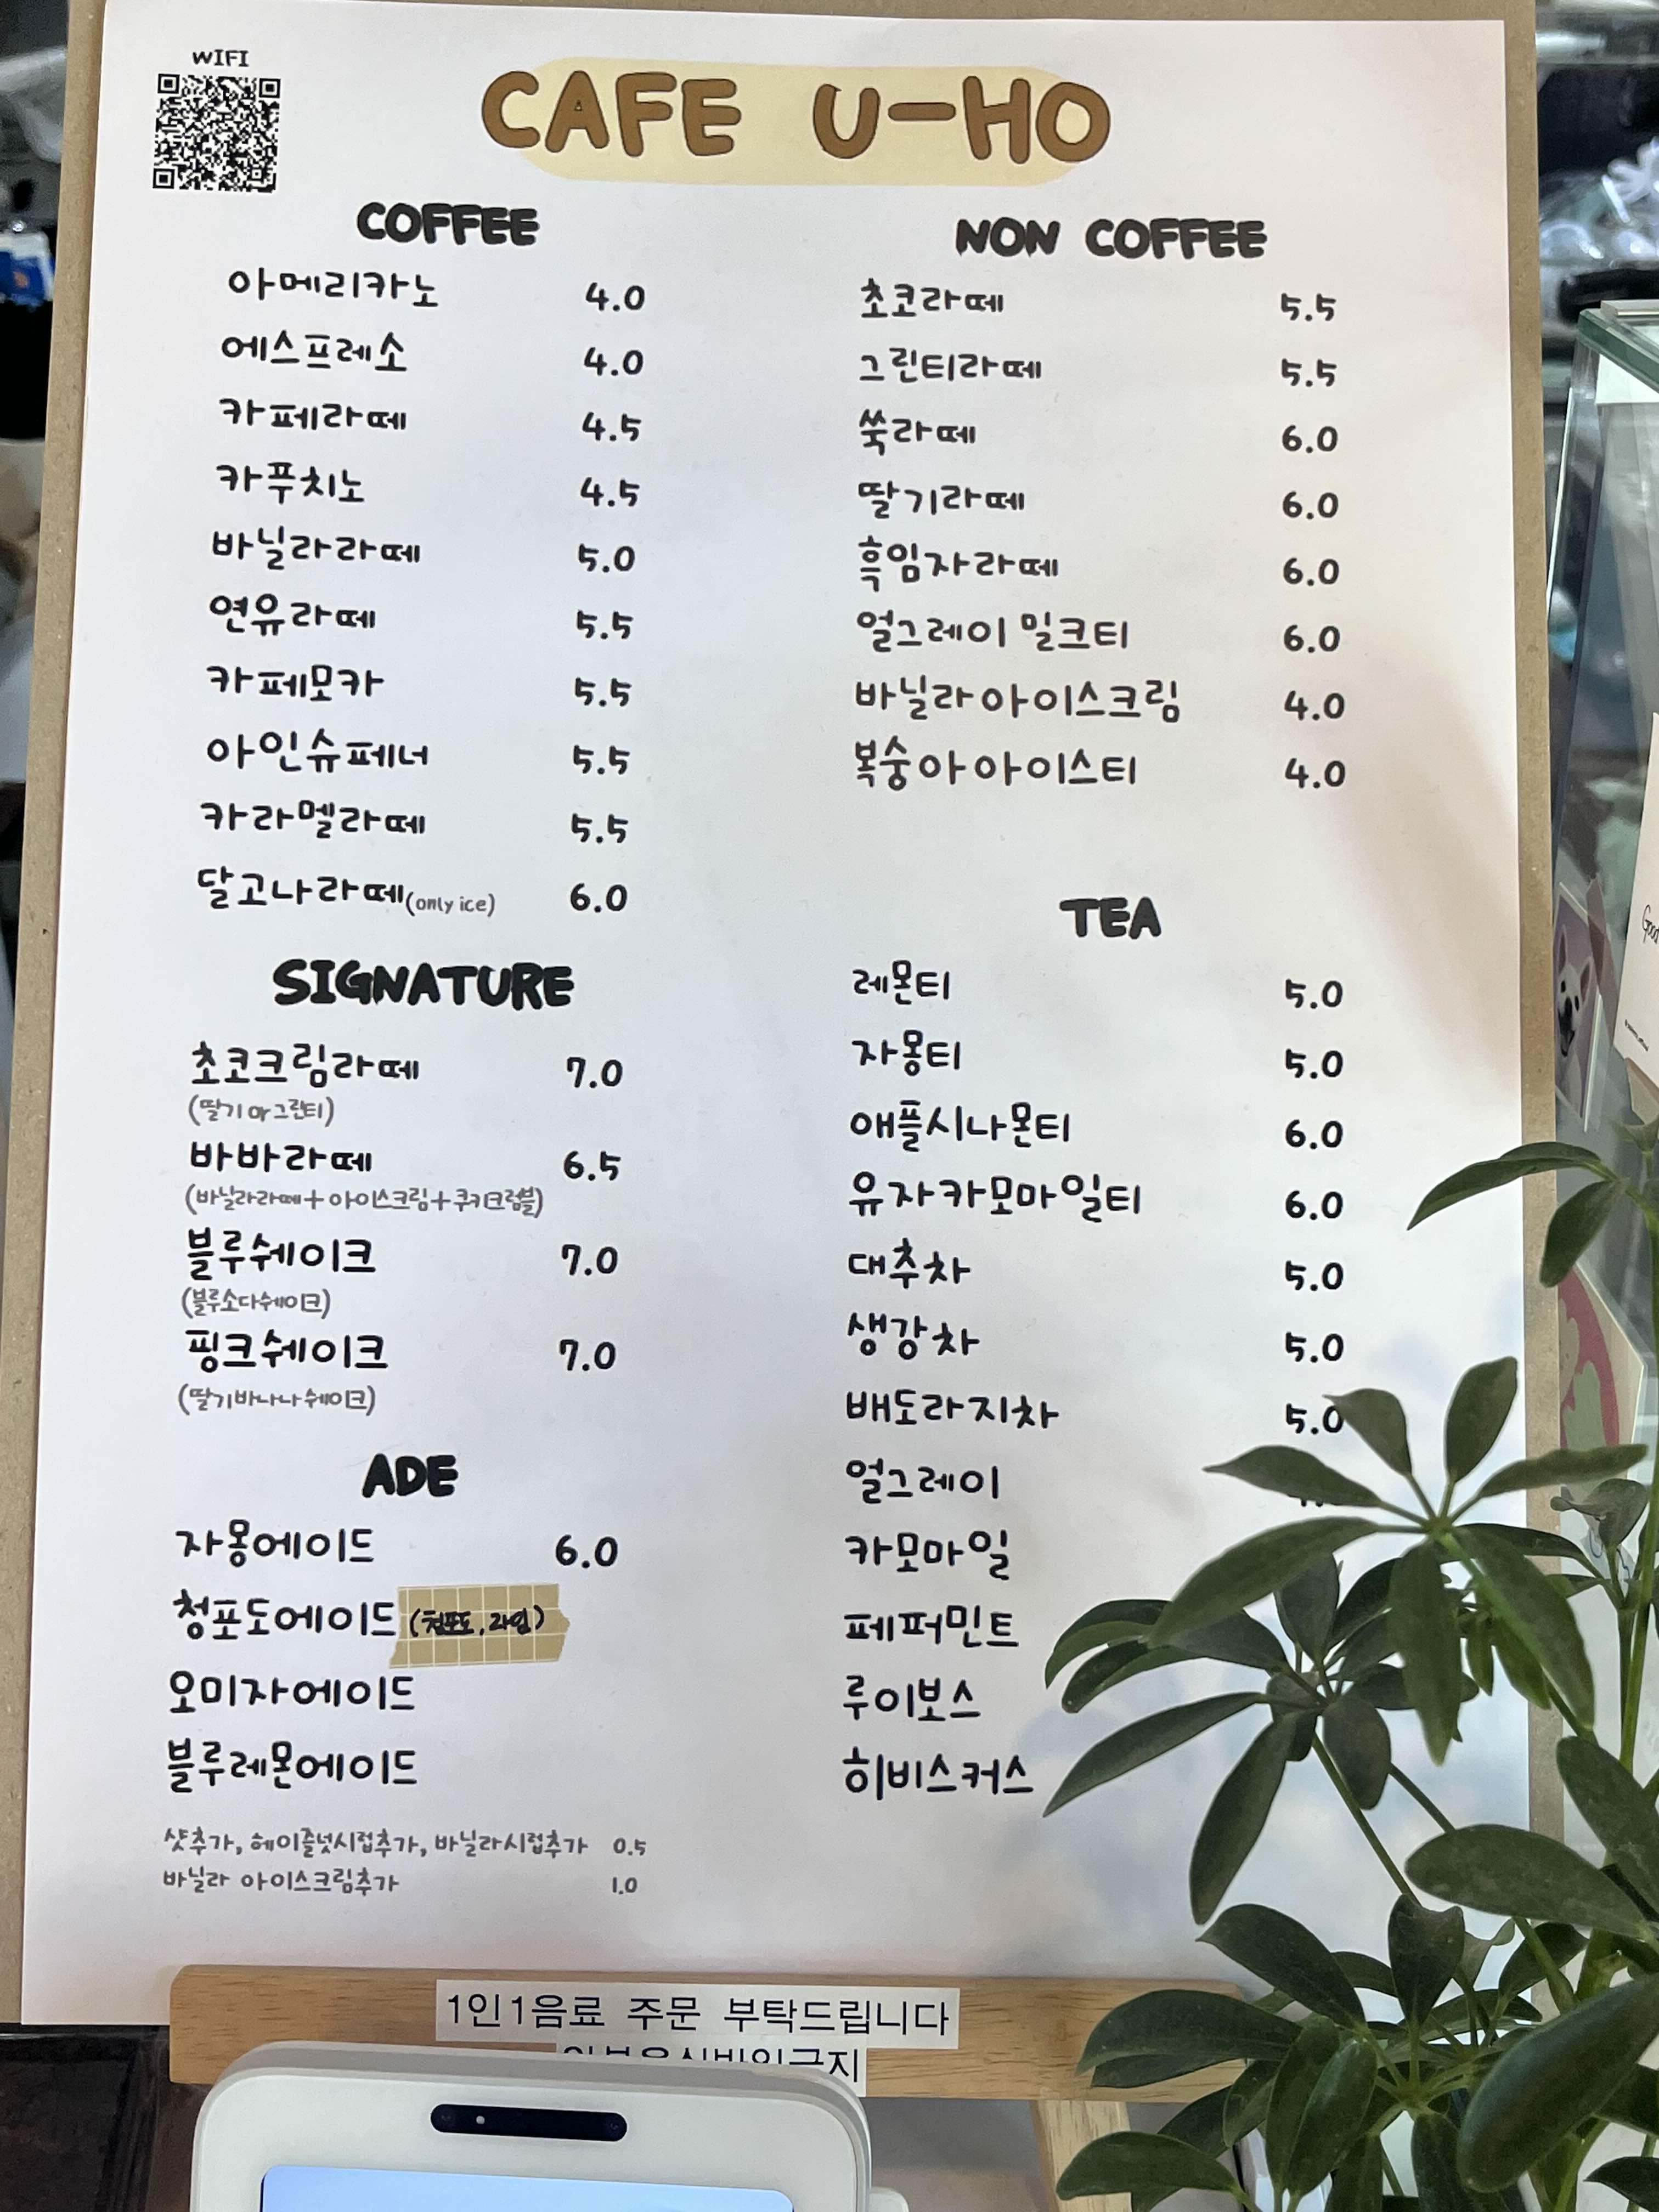 WIFI
CAFE U-HO
COFFEE
아메리카노 4.0
에스프레소 4.0
카페라떼 4.5
카푸치노 4.5
바닐라라떼 5.0
연유라떼 5.5
카페모카 5.5
아인슈페너 5.5
카라멜라떼 5.5
달고나라떼(only ice) 6.0
SIGNATURE
초코크림라떼 7.0
(딸기 or 그린티)
바바라떼 6.5
(바닐라라떼+아이스크림+쿠키크럼블)
블루쉐이크 7.0
(블루소다쉐이크)
핑크쉐이크 7.0
(딸기바나나쉐이크)
ADE
자몽에이드 6.0
청포도에이드 (청포도, 라임)
오미자에이드
블루레몬에이드
샷추가, 헤이즐넛시럽추가, 바닐라시럽추가 0.5
바닐라 아이스크림추가 1.0
NON COFFEE
초코라떼 5.5
그린티라떼 5.5
쑥라떼 6.0
딸기라떼 6.0
흑임자라떼 6.0
얼그레이 밀크티 6.0
바닐라아이스크림 4.0
복숭아아이스티 4.0
TEA
레몬티 5.0
자몽티 5.0
애플시나몬티 6.0
유자카모마일티 6.0
대추차 5.0
생강차 5.0
배도라지차 5.0
얼그레이
카모마일
페퍼민트
루이보스
히비스커스
1인1음료 주문 부탁드립니다
Good